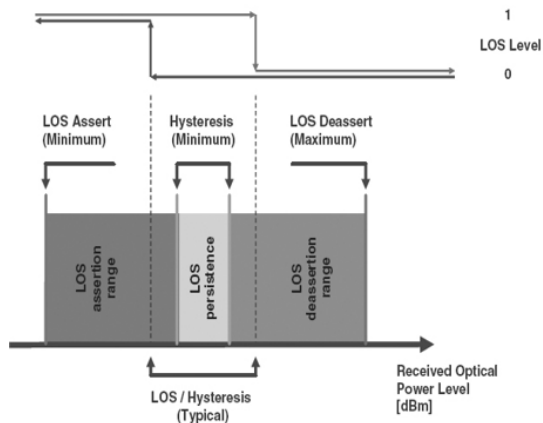 1
LOS Level
0
LOS Assert
(Minimum)
Hysteresis
(Minimum)
LOS Deassert
(Maximum)
LOS
assertion
range
LOS
persistence
LOS
deassertion
range
Received Optical
Power Level
[dBm]
LOS / Hysteresis
(Typical)